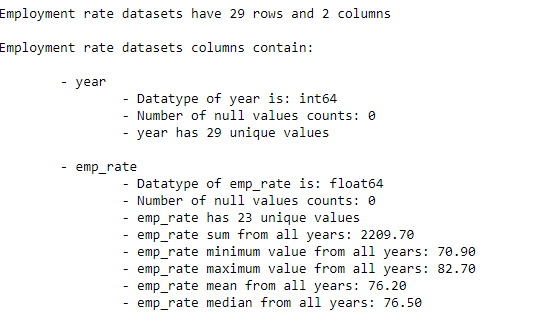 Employment rate datasets have 29 rows and 2 columns
Employment rate datasets columns contain:
- year
- Datatype of year is: int64
- Number of null values counts: 0
- year has 29 unique values
- emp_rate
- Datatype of emp_rate is: float64
- Number of null values counts: 0
- emp_rate has 23 unique values
- emp_rate sum from all years: 2209.70
- emp_rate minimum value from all years: 70.90
- emp_rate maximum value from all years: 82.70
- emp_rate mean from all years: 76.20
- emp_rate median from all years: 76.50